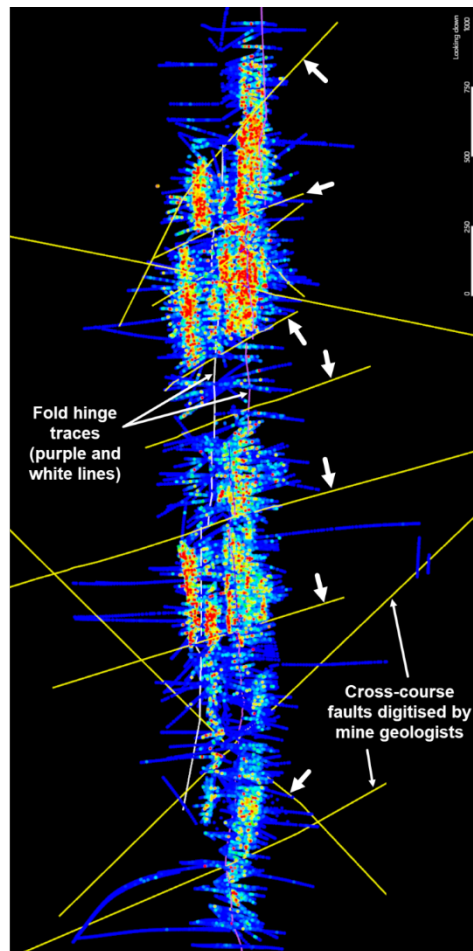 Looking down
1000
750
500
250
0
Fold hinge
traces
(purple and
white lines)
Cross-course
faults digitised by
mine geologists